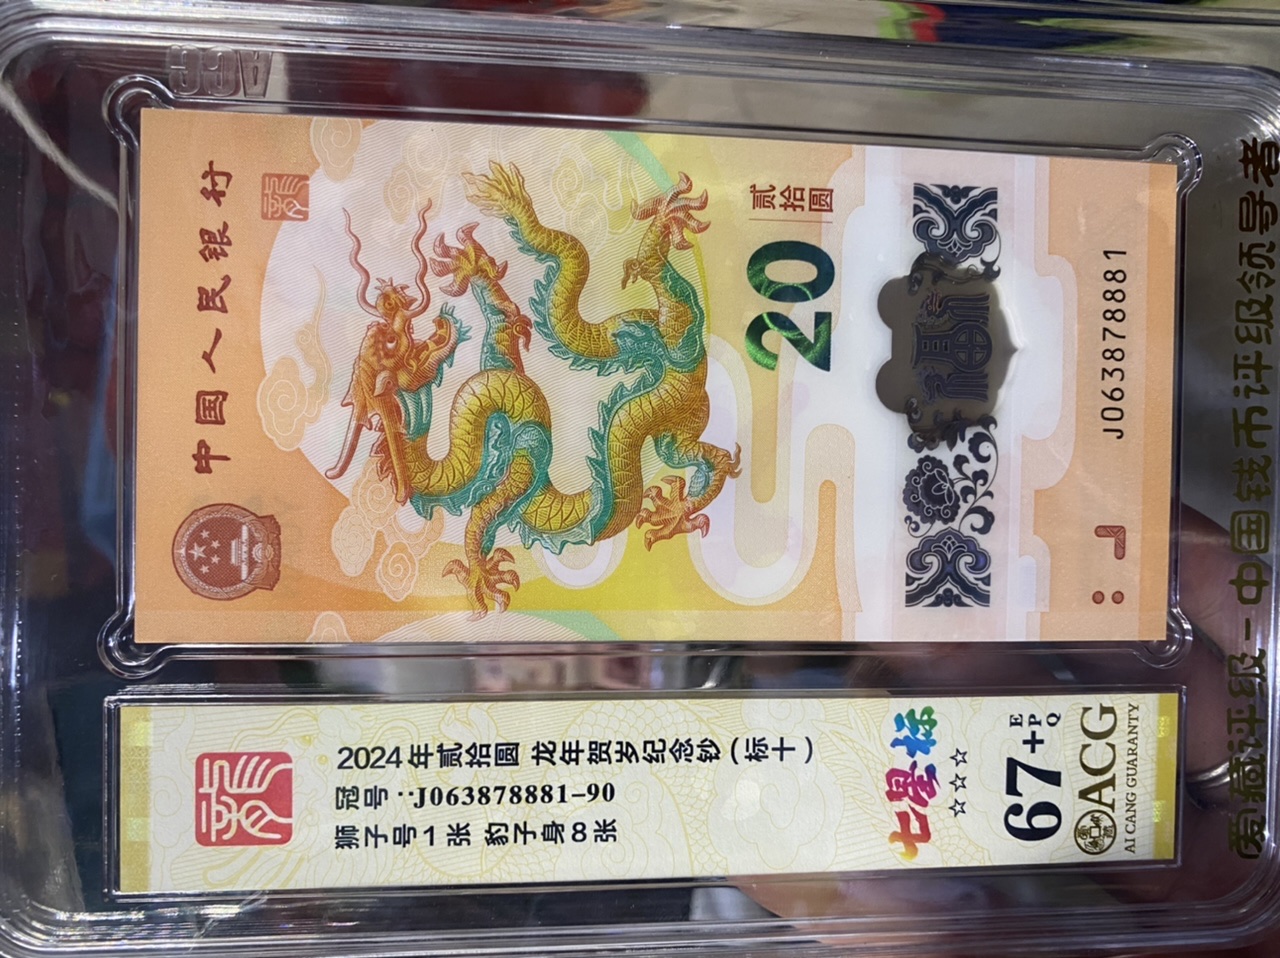 中国人民银行
贰拾圆
20
J063878881
2024年贰拾圆 龙年贺岁纪念钞(标十)
冠号:J063878881-90
狮子号1张 豹子身8张
七星
☆☆☆☆
67+
EPQ
ACG
AI CANG GUARANTY
爱藏评级-中国钱币评级领导者
ACG